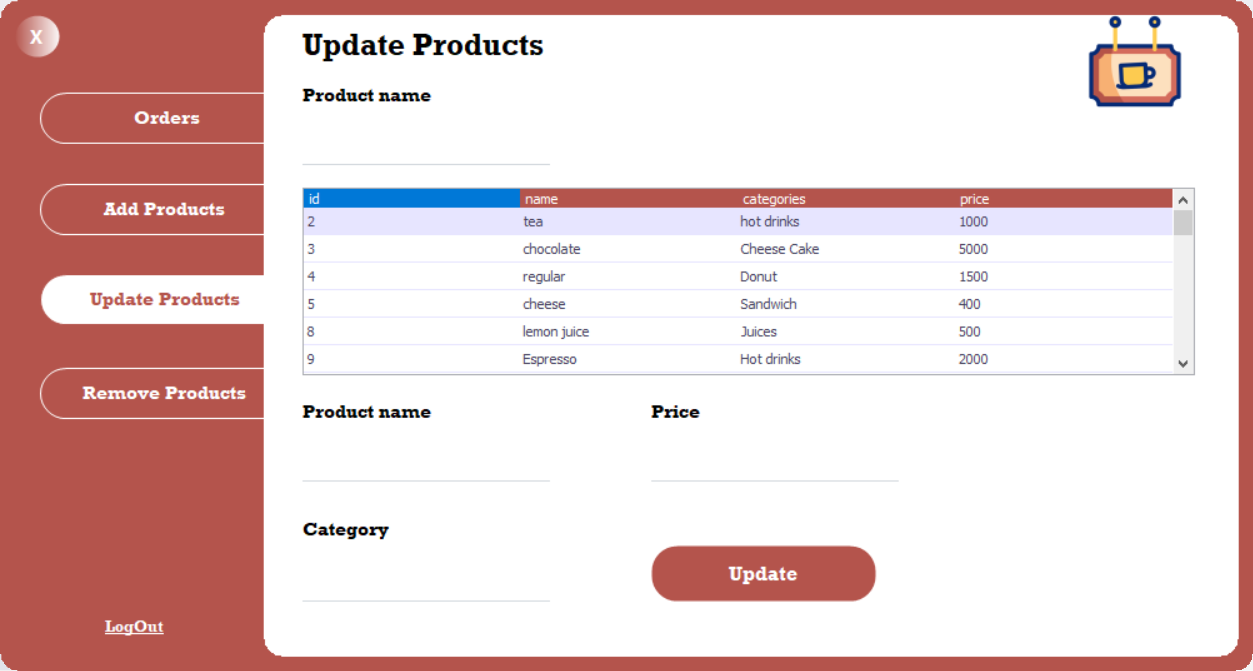 X
Orders
Add Products
Update Products
Remove Products
LogOut
Update Products
Product name
id name categories price
2 tea hot drinks 1000
3 chocolate Cheese Cake 5000
4 regular Donut 1500
5 cheese Sandwich 400
8 lemon juice Juices 500
9 Espresso Hot drinks 2000
Product name Price
Category
Update